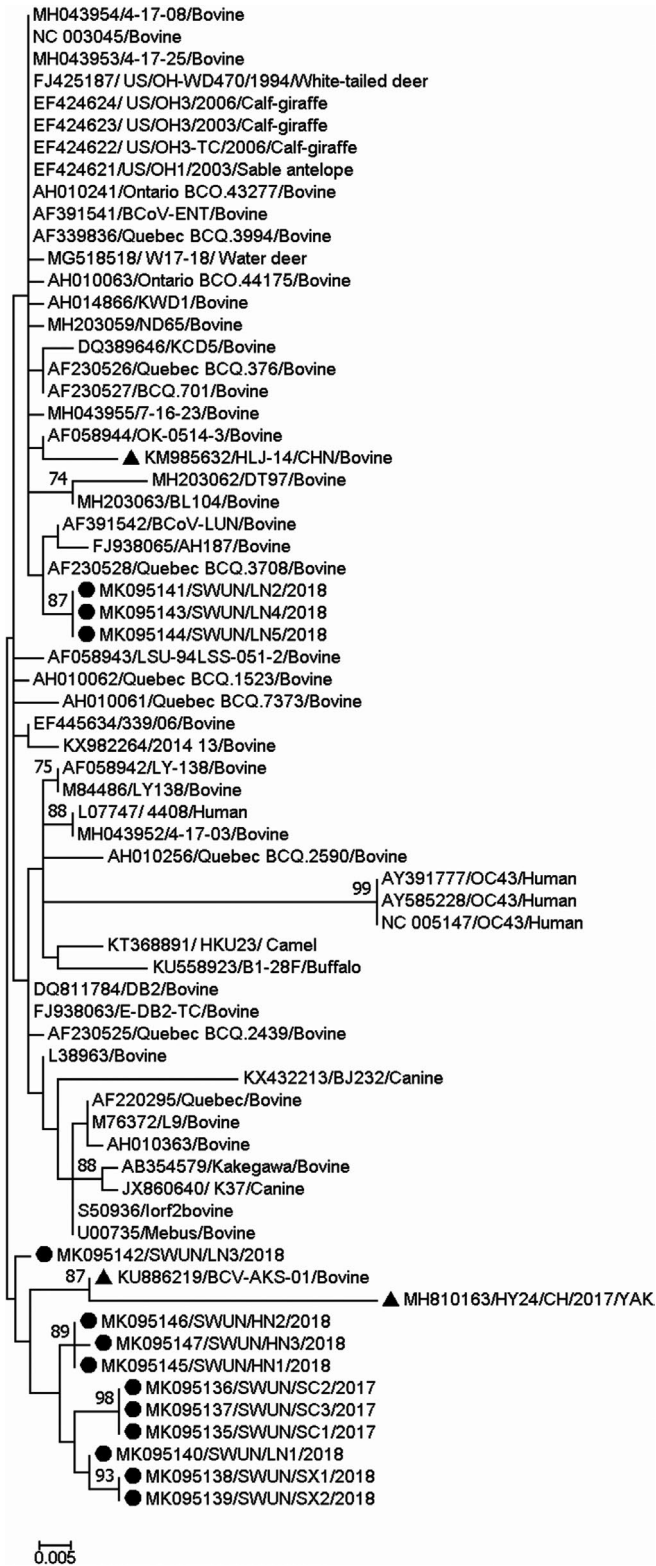 MH043954/4-17-08/Bovine
NC 003045/Bovine
MH043953/4-17-25/Bovine
FJ425187/ US/OH-WD470/1994/White-tailed deer
EF424624/ US/OH3/2006/Calf-giraffe
EF424623/ US/OH3/2003/Calf-giraffe
EF424622/ US/OH3-TC/2006/Calf-giraffe
EF424621/US/OH1/2003/Sable antelope
AH010241/Ontario BCO.43277/Bovine
AF391541/BCoV-ENT/Bovine
AF339836/Quebec BCQ.3994/Bovine
MG518518/ W17-18/ Water deer
AH010063/Ontario BCO.44175/Bovine
AH014866/KWD1/Bovine
MH203059/ND65/Bovine
DQ389646/KCD5/Bovine
AF230526/Quebec BCQ.376/Bovine
AF230527/BCQ.701/Bovine
MH043955/7-16-23/Bovine
AF058944/OK-0514-3/Bovine
▲ KM985632/HLJ-14/CHN/Bovine
74 MH203062/DT97/Bovine
MH203063/BL104/Bovine
AF391542/BCoV-LUN/Bovine
FJ938065/AH187/Bovine
AF230528/Quebec BCQ.3708/Bovine
● MK095141/SWUN/LN2/2018
87 ● MK095143/SWUN/LN4/2018
● MK095144/SWUN/LN5/2018
AF058943/LSU-94LSS-051-2/Bovine
AH010062/Quebec BCQ.1523/Bovine
AH010061/Quebec BCQ.7373/Bovine
EF445634/339/06/Bovine
KX982264/2014 13/Bovine
75 AF058942/LY-138/Bovine
M84486/LY138/Bovine
88 L07747/ 4408/Human
MH043952/4-17-03/Bovine
AH010256/Quebec BCQ.2590/Bovine
AY391777/OC43/Human
99 AY585228/OC43/Human
NC 005147/OC43/Human
KT368891/ HKU23/ Camel
KU558923/B1-28F/Buffalo
DQ811784/DB2/Bovine
FJ938063/E-DB2-TC/Bovine
AF230525/Quebec BCQ.2439/Bovine
L38963/Bovine
KX432213/BJ232/Canine
AF220295/Quebec/Bovine
M76372/L9/Bovine
AH010363/Bovine
88 AB354579/Kakegawa/Bovine
JX860640/ K37/Canine
S50936/Iorf2bovine
U00735/Mebus/Bovine
● MK095142/SWUN/LN3/2018
87 ▲ KU886219/BCV-AKS-01/Bovine
▲ MH810163/HY24/CH/2017/YAK
● MK095146/SWUN/HN2/2018
89 ● MK095147/SWUN/HN3/2018
● MK095145/SWUN/HN1/2018
● MK095136/SWUN/SC2/2017
98 ● MK095137/SWUN/SC3/2017
● MK095135/SWUN/SC1/2017
● MK095140/SWUN/LN1/2018
93 ● MK095138/SWUN/SX1/2018
● MK095139/SWUN/SX2/2018
0.005